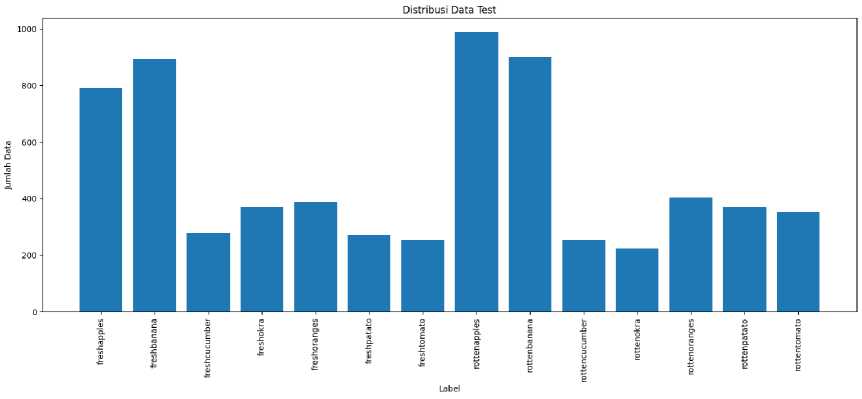 Distribusi Data Test
1000
800
600
400
200
0
Jumlah Data
freshapples
freshbanana
freshcucumber
freshokra
freshoranges
freshpatato
freshtomato
rottenapples
rottenbanana
rottencucumber
rottenokra
rottenoranges
rottenpatato
rottentomato
Label